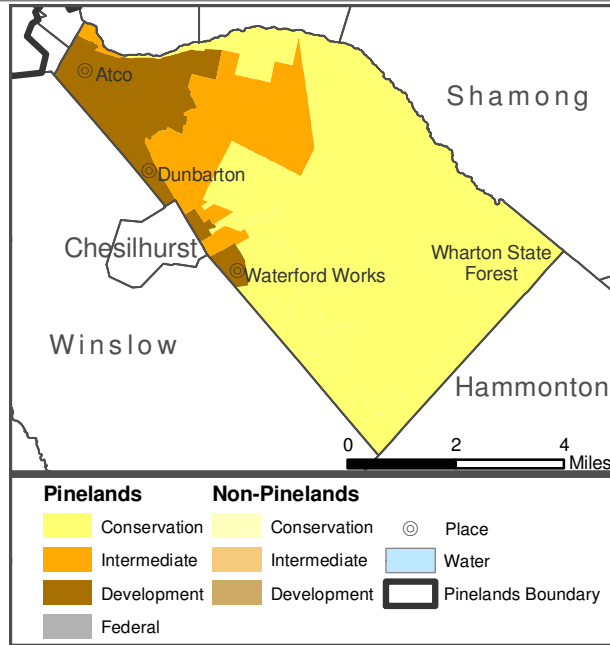 Atco
Shamong
Dunbarton
Chesilhurst
Wharton State
Forest
Waterford Works
Winslow
Hammonton
0 2 4
Miles
Pinelands Non-Pinelands
Conservation Conservation Place
Intermediate Intermediate Water
Development Development Pinelands Boundary
Federal